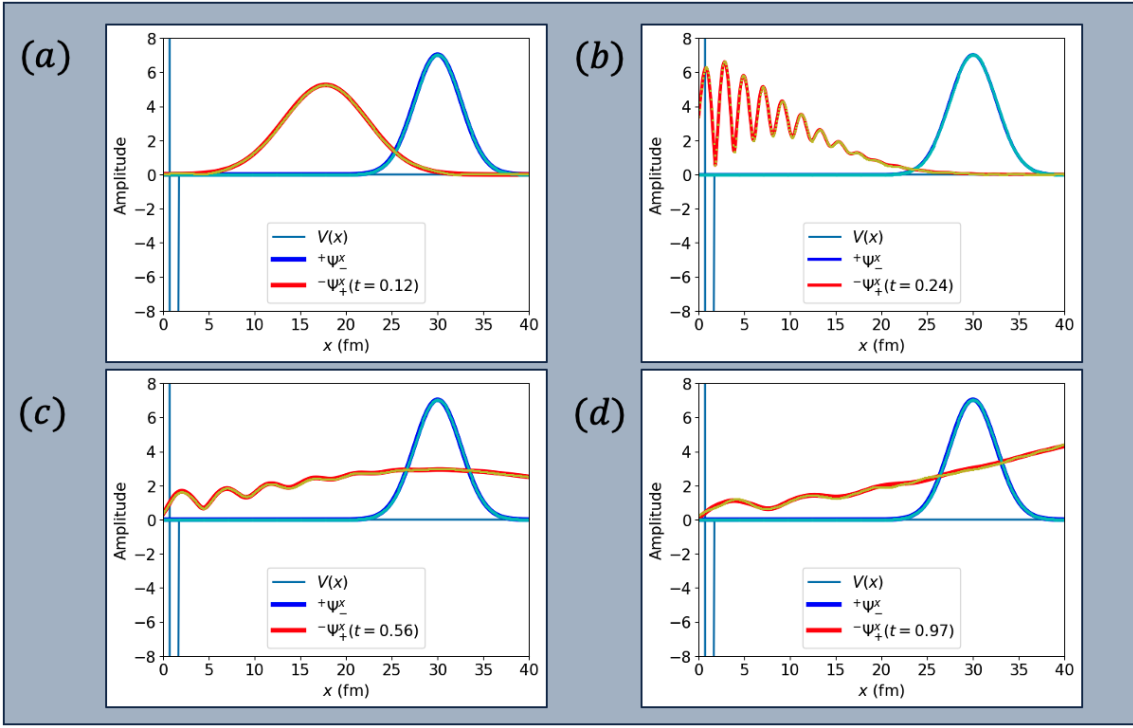 (a)
8
6
4
2
0
−2
−4
−6
−8
Amplitude
V(x)
⁺Ψˣ₋
⁻Ψˣ₊(t = 0.12)
0 5 10 15 20 25 30 35 40
x (fm)
(b)
8
6
4
2
0
−2
−4
−6
−8
Amplitude
V(x)
⁺Ψˣ₋
⁻Ψˣ₊(t = 0.24)
0 5 10 15 20 25 30 35 40
x (fm)
(c)
8
6
4
2
0
−2
−4
−6
−8
Amplitude
V(x)
⁺Ψˣ₋
⁻Ψˣ₊(t = 0.56)
0 5 10 15 20 25 30 35 40
x (fm)
(d)
8
6
4
2
0
−2
−4
−6
−8
Amplitude
V(x)
⁺Ψˣ₋
⁻Ψˣ₊(t = 0.97)
0 5 10 15 20 25 30 35 40
x (fm)